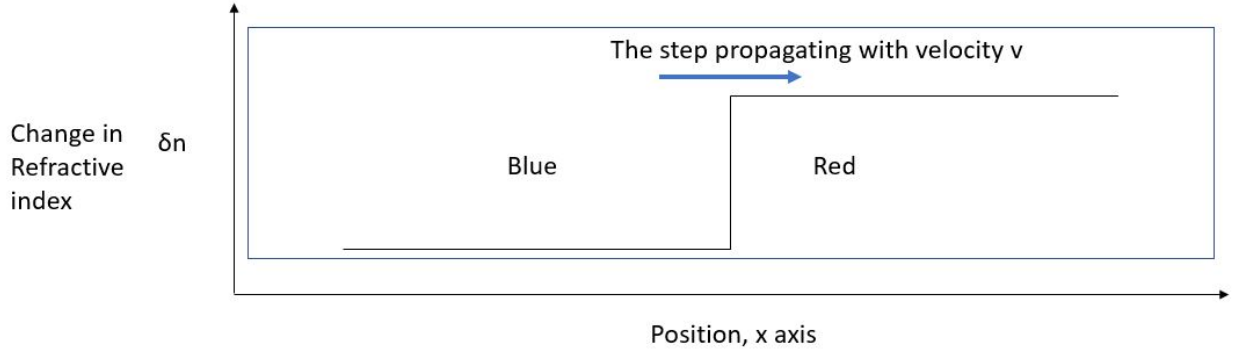 The step propagating with velocity v
Change in
Refractive
index
δn
Blue
Red
Position, x axis